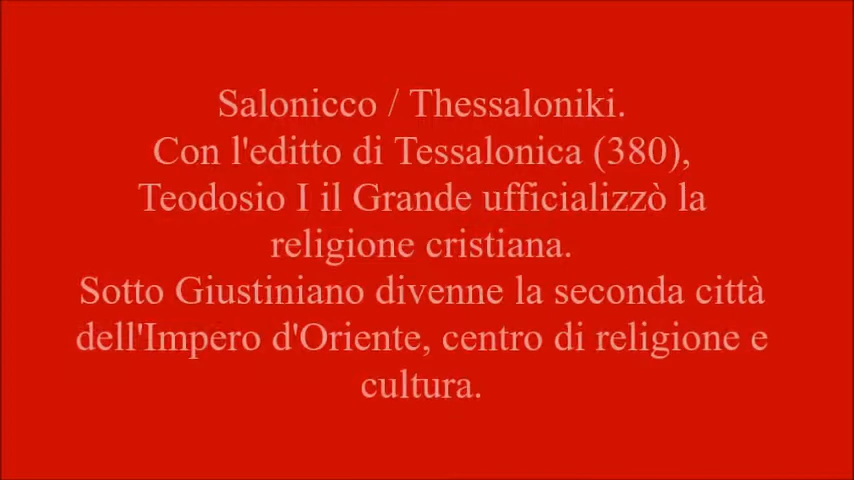 Salonicco / Thessaloniki.
Con l'editto di Tessalonica (380),
Teodosio I il Grande ufficializzò la
religione cristiana.
Sotto Giustiniano divenne la seconda città
dell'Impero d'Oriente, centro di religione e
cultura.